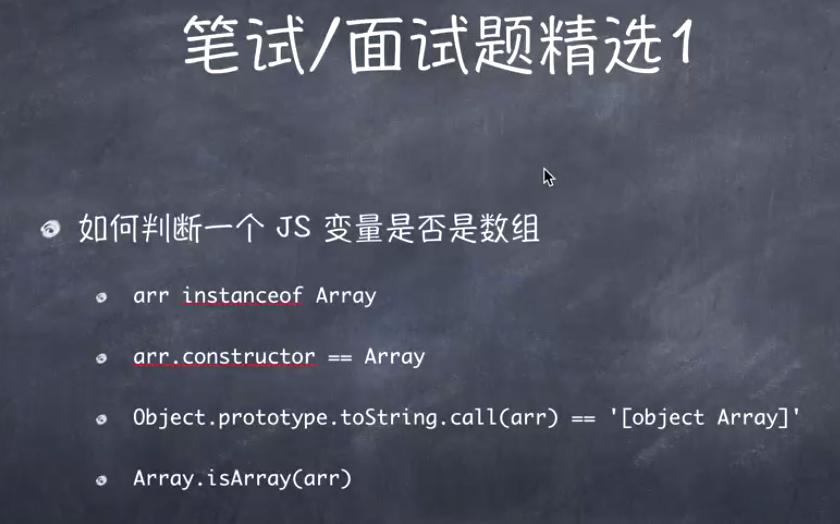 笔试/面试题精选1
如何判断一个 JS 变量是否是数组
arr instanceof Array
arr.constructor == Array
Object.prototype.toString.call(arr) == '[object Array]'
Array.isArray(arr)